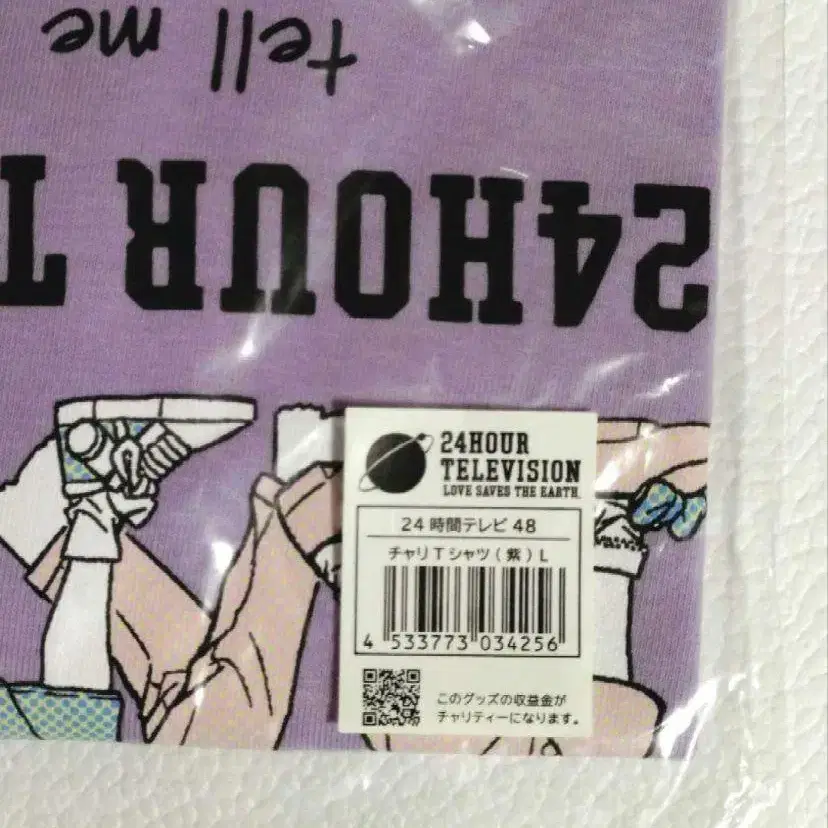 tell me
24HOUR T
24HOUR
TELEVISION
LOVE SAVES THE EARTH
24時間テレビ 48
チャリTシャツ(紫)L
4 533773 034256
このグッズの収益金が
チャリティーになります。